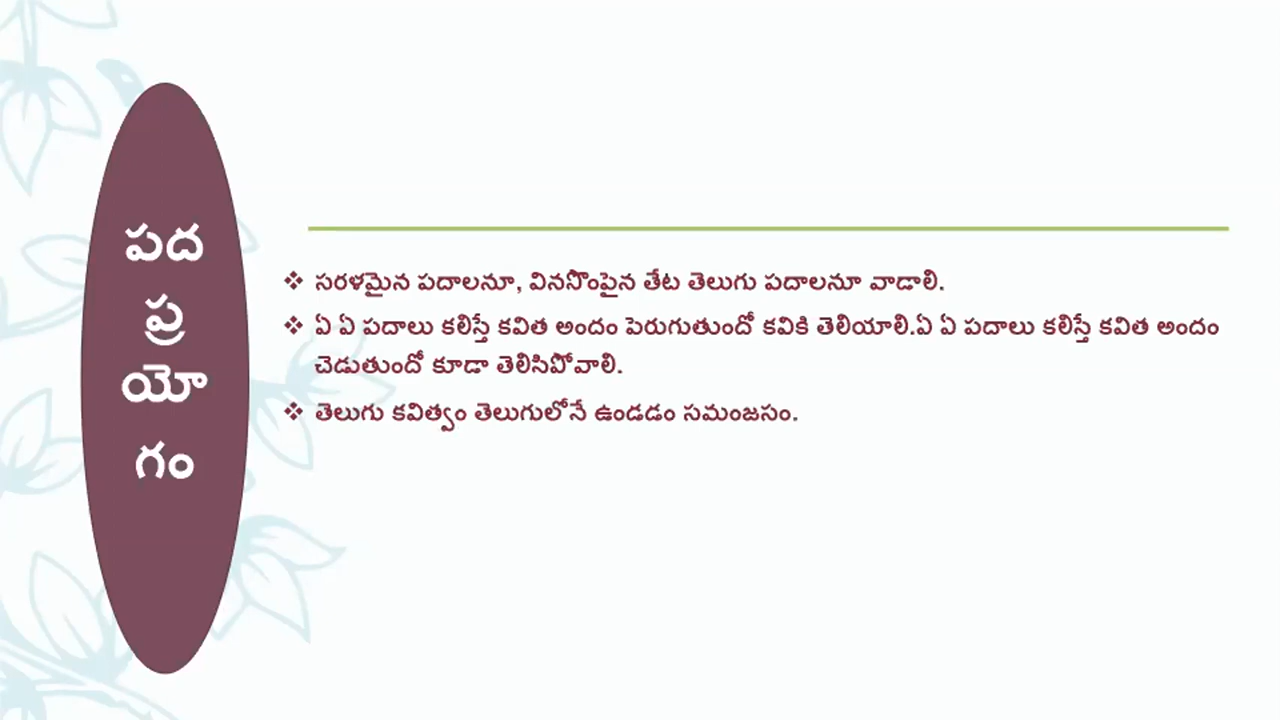 పద
ప్ర
యో
గం
❖ సరళమైన పదాలనూ, వినసొంపైన తేట తెలుగు పదాలనూ వాడాలి.
❖ ఏ ఏ పదాలు కలిస్తే కవిత అందం పెరుగుతుందో కవికి తెలియాలి.ఏ ఏ పదాలు కలిస్తే కవిత అందం
చెడుతుందో కూడా తెలిసిపోవాలి.
❖ తెలుగు కవిత్వం తెలుగులోనే ఉండడం సమంజసం.